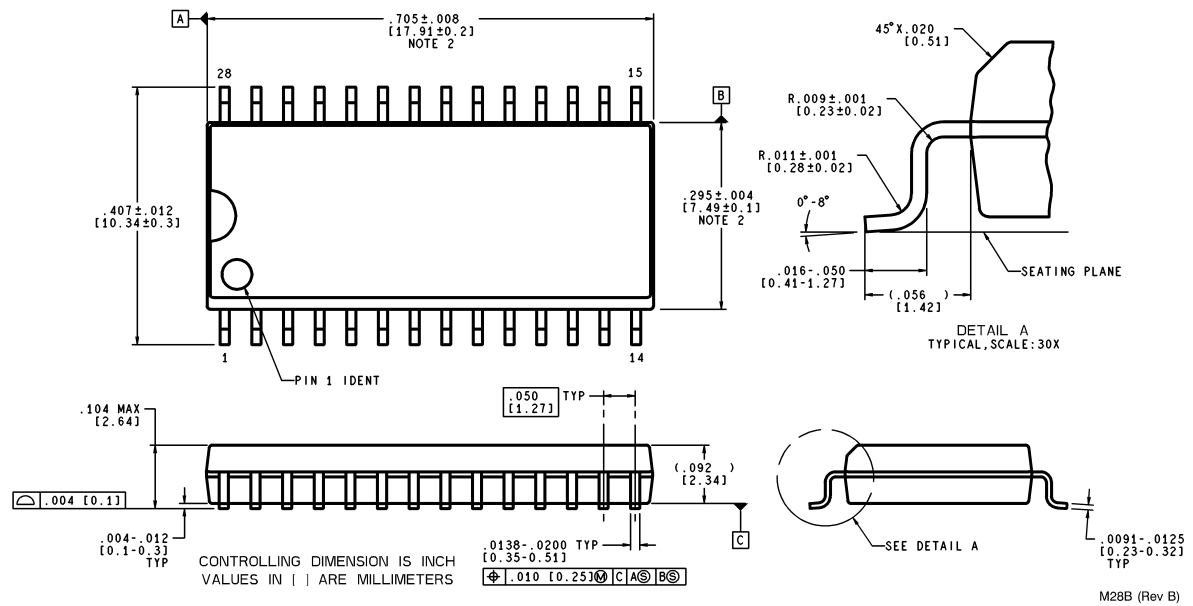 A
.705±.008
[17.91±0.2]
NOTE 2
28
15
B
.407±.012
[10.34±0.3]
.295±.004
[7.49±0.1]
NOTE 2
1
14
PIN 1 IDENT
45° X.020
[0.51]
R.009±.001
[0.23±0.02]
R.011±.001
[0.28±0.02]
0°-8°
.016-.050
[0.41-1.27]
(.056 )
[1.42]
SEATING PLANE
DETAIL A
TYPICAL,SCALE:30X
.104 MAX
[2.64]
.050 TYP
[1.27]
(.092 )
[2.34]
.004 [0.1]
.004-.012
[0.1-0.3]
TYP
C
.0138-.0200 TYP
[0.35-0.51]
⌖ .010 [0.25]Ⓜ C AⓈ BⓈ
CONTROLLING DIMENSION IS INCH
VALUES IN [ ] ARE MILLIMETERS
SEE DETAIL A
.0091-.0125
[0.23-0.32]
TYP
M28B (Rev B)